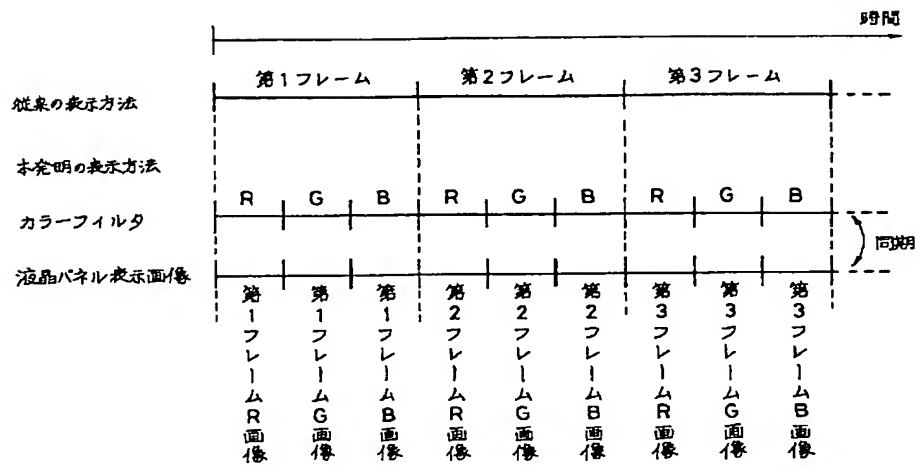 時間
第1フレーム 第2フレーム 第3フレーム
従来の表示方法
本発明の表示方法
R G B R G B R G B
カラーフィルタ
同期
液晶パネル表示画像
第1フレームR画像
第1フレームG画像
第1フレームB画像
第2フレームR画像
第2フレームG画像
第2フレームB画像
第3フレームR画像
第3フレームG画像
第3フレームB画像